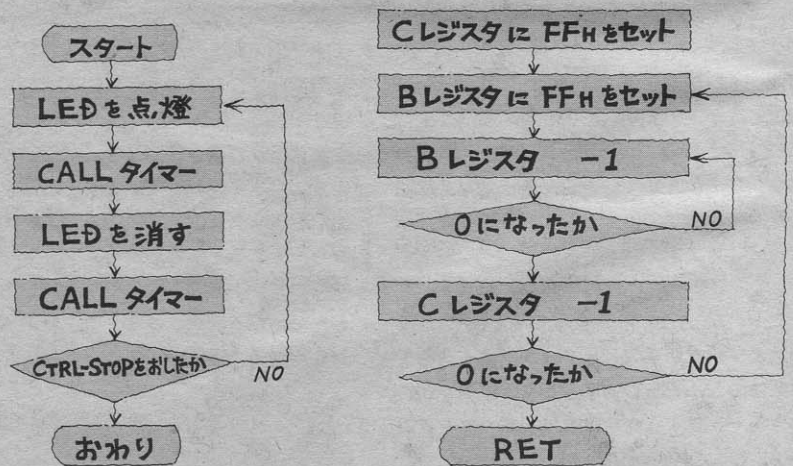 スタート
LEDを点燈
CALL タイマー
LEDを消す
CALL タイマー
CTRL-STOPをおしたか
NO
おわり
Cレジスタに FFHをセット
Bレジスタに FFHをセット
Bレジスタ -1
0になったか
NO
Cレジスタ -1
0になったか
NO
RET